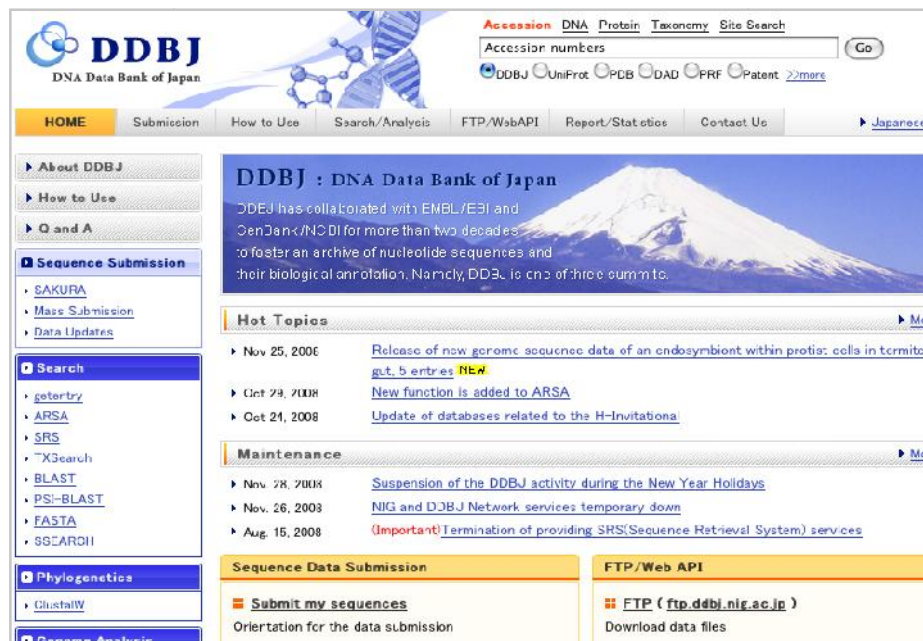 DDBJ
DNA Data Bank of Japan
Accession DNA Protein Taxonomy Site Search
Accession numbers
Go
DDBJ UniProt PDB DAD PRF Patent >>more
HOME Submission How to Use Search/Analysis FTP/WebAPI Report/Statistics Contact Us Japanese
About DDBJ
How to Use
Q and A
Sequence Submission
SAKURA
Mass Submission
Data Updates
Search
getentry
ARSA
SRS
TXSearch
BLAST
PSI-BLAST
FASTA
SSEARCH
Phylogenetics
ClustalW
Genome Analysis
DDBJ : DNA Data Bank of Japan
DDBJ has collaborated with EMBL/EBI and
GenBank/NCBI for more than two decades
to foster an archive of nucleotide sequences and
their biological annotation. Namely, DDBJ is one of three summits.
Hot Topics
Nov 25, 2008 Release of new genome sequence data of an endosymbiont within protist cells in termite
gut, 5 entries NEW
Oct 29, 2008 New function is added to ARSA
Oct 24, 2008 Update of databases related to the H-Invitational
Maintenance
Nov. 28, 2008 Suspension of the DDBJ activity during the New Year Holidays
Nov. 26, 2008 NIG and DDBJ Network services temporary down
Aug. 15, 2008 (Important)Termination of providing SRS(Sequence Retrieval System) services
Sequence Data Submission
Submit my sequences
Orientation for the data submission
FTP/Web API
FTP ( ftp.ddbj.nig.ac.jp )
Download data files